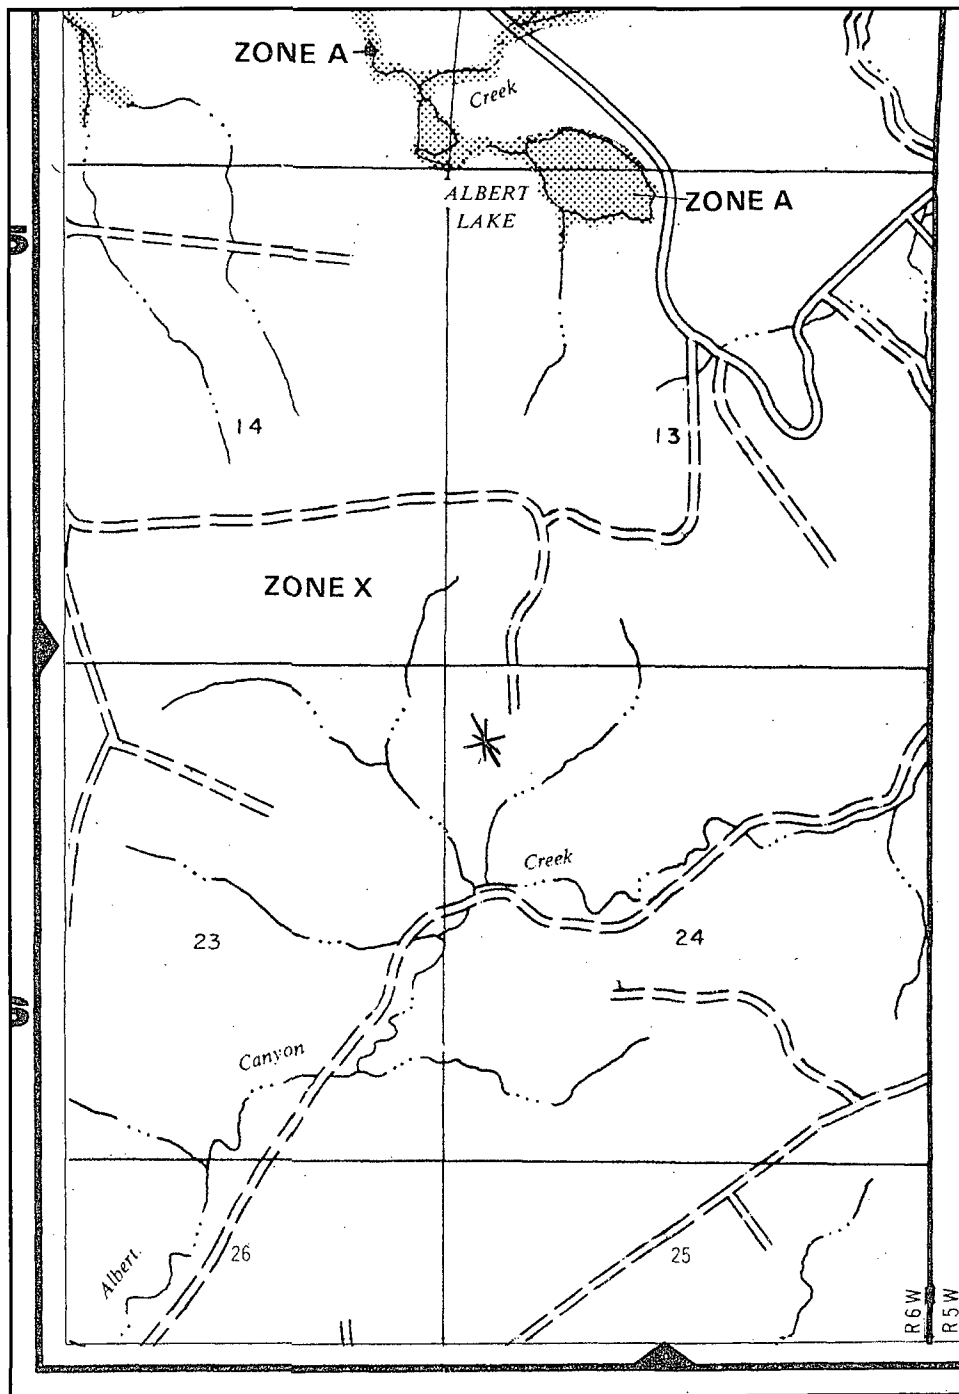 ZONE A
Creek
ALBERT
LAKE
ZONE A
14
13
ZONE X
Creek
23
24
Canyon
Albert
26
25
R6W
R5W